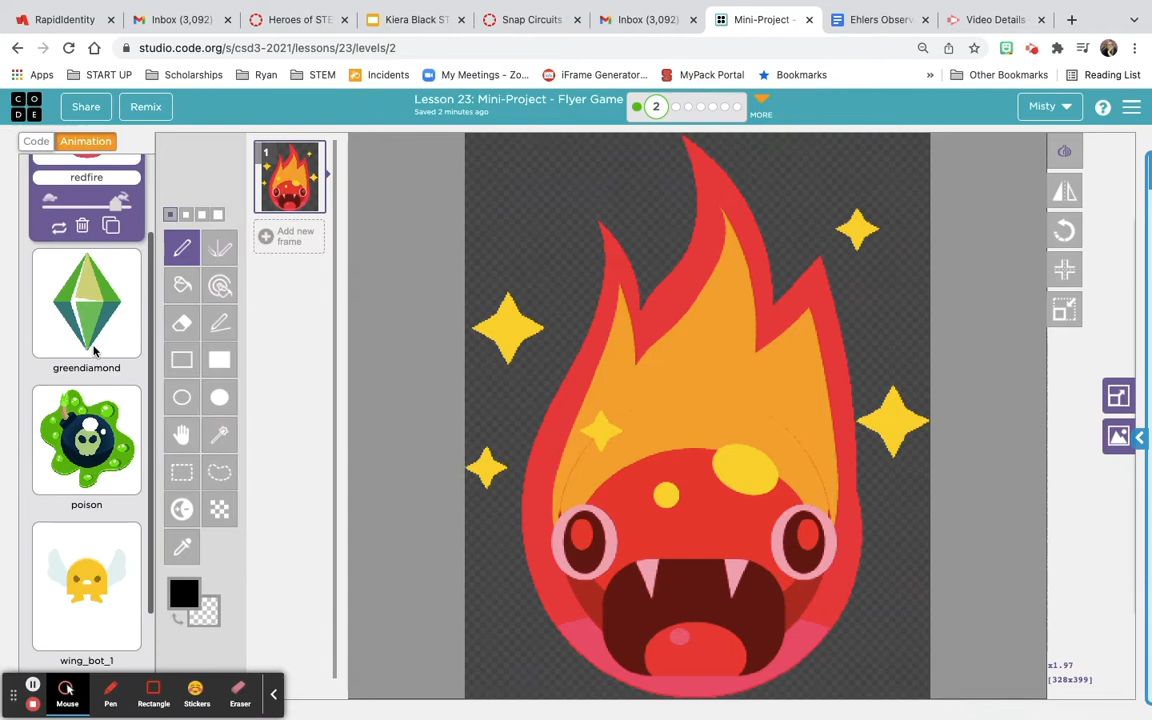 RapidIdentity
Inbox (3,092)
Heroes of STE
Kiera Black ST
Snap Circuits
Inbox (3,092)
Mini-Project -
Ehlers Observ
Video Details
studio.code.org/s/csd3-2021/lessons/23/levels/2
Apps
START UP
Scholarships
Ryan
STEM
Incidents
My Meetings - Zo...
iFrame Generator...
MyPack Portal
Bookmarks
»
Other Bookmarks
Reading List
C O
D E
Share
Remix
Lesson 23: Mini-Project - Flyer Game
Saved 2 minutes ago
2
MORE
Misty
?
Code
Animation
redfire
greendiamond
poison
wing_bot_1
1
Add new
frame
x1.97
[328x399]
Mouse
Pen
Rectangle
Stickers
Eraser